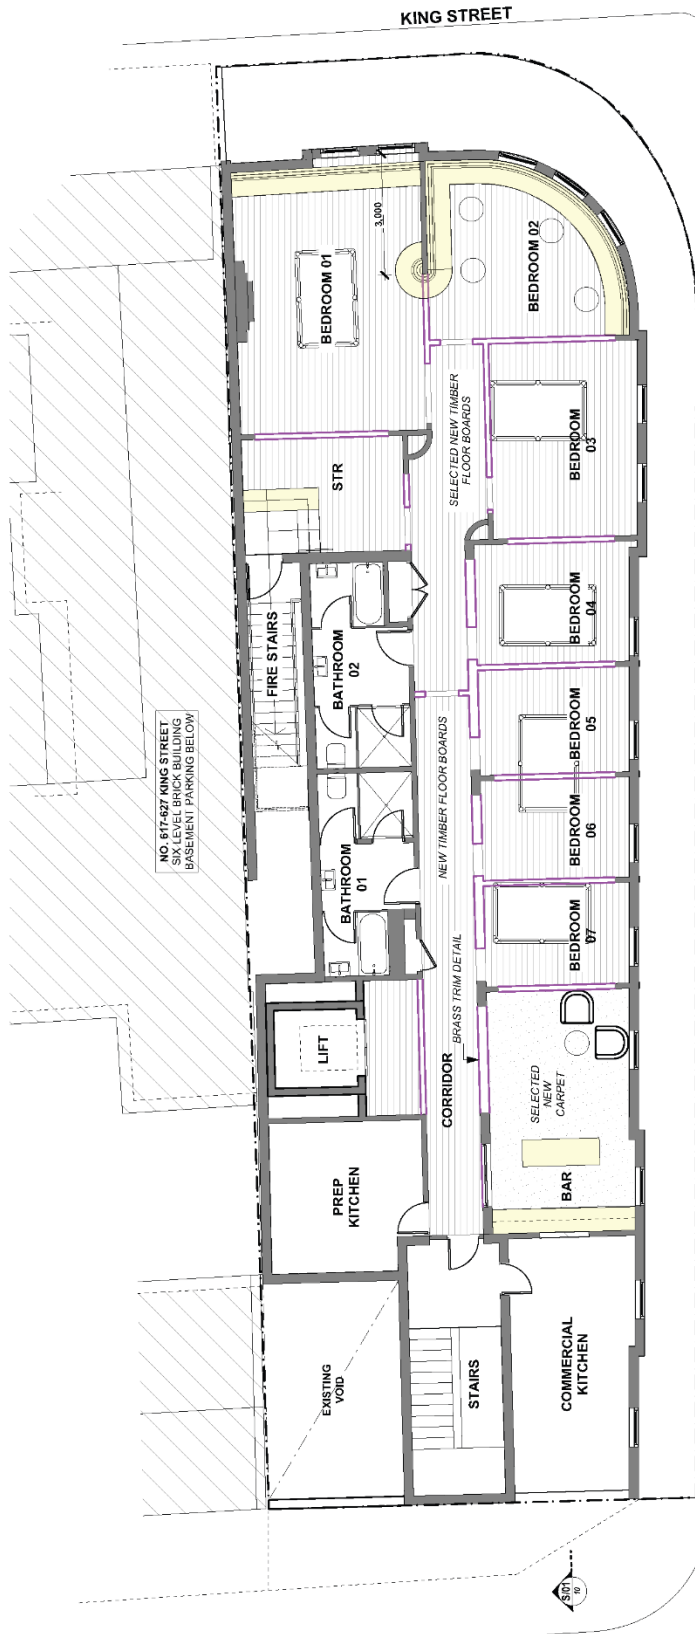 KING STREET
3,000
BEDROOM 01
BEDROOM 02
SELECTED NEW TIMBER
FLOOR BOARDS
BEDROOM
03
STR
FIRE STAIRS
BATHROOM
02
BEDROOM
04
NO. 617-627 KING STREET
SIX LEVEL BRICK BUILDING
BASEMENT PARKING BELOW
NEW TIMBER FLOOR BOARDS
BEDROOM
05
BEDROOM
06
BATHROOM
01
BEDROOM
07
BRASS TRIM DETAIL
LIFT
CORRIDOR
SELECTED
NEW
CARPET
BAR
PREP
KITCHEN
EXISTING
VOID
STAIRS
COMMERCIAL
KITCHEN
S/01
10